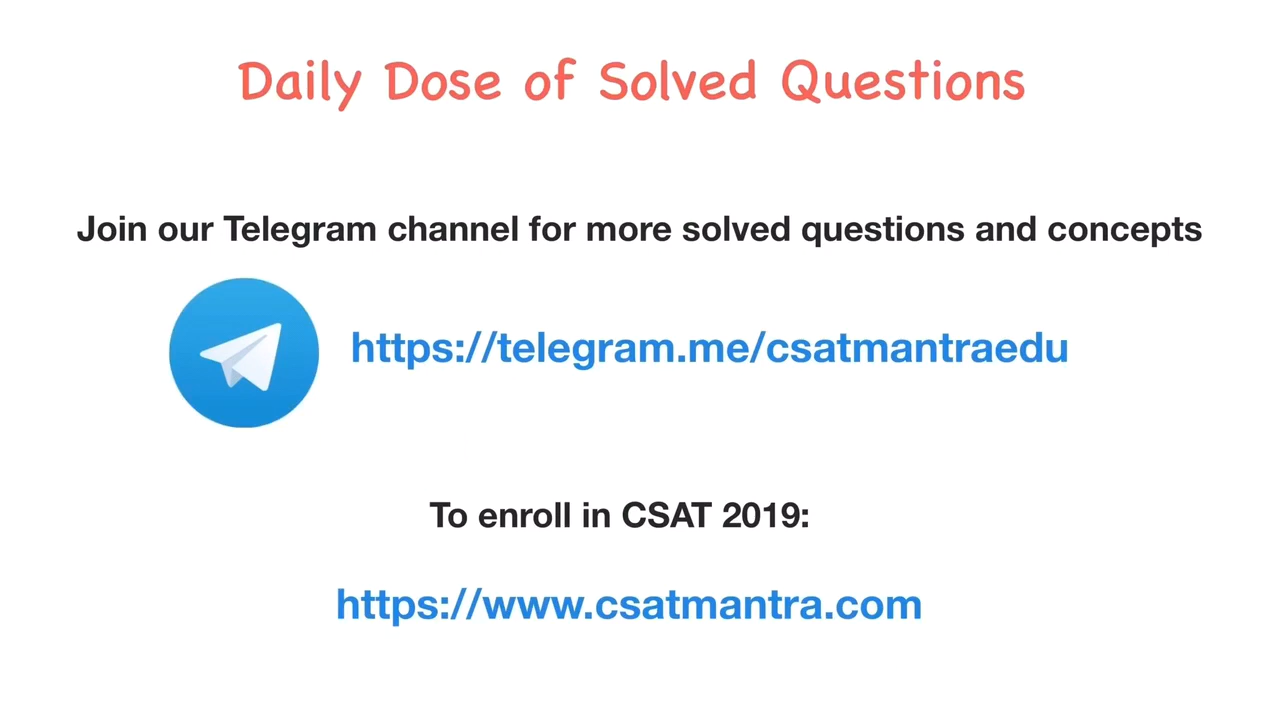 Daily Dose of Solved Questions
Join our Telegram channel for more solved questions and concepts
https://telegram.me/csatmantraedu
To enroll in CSAT 2019:
https://www.csatmantra.com